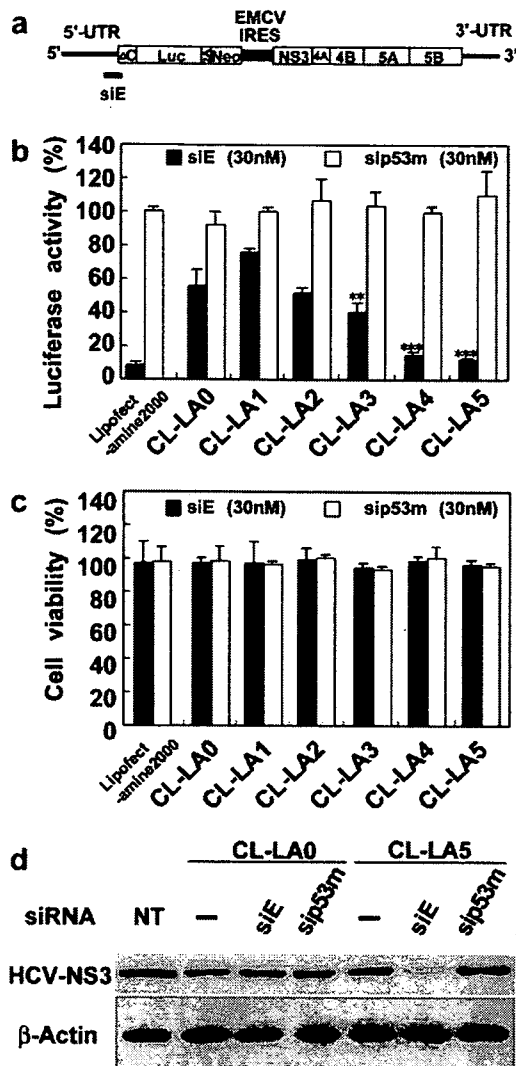 a
5'-UTR
EMCV
IRES
3'-UTR
5'
Luc
Neo
NS3
4A
4B
5A
5B
3'
siE
b
Luciferase activity (%)
140
120
100
80
60
40
20
0
siE (30nM)
sip53m (30nM)
**
***
***
Lipofect
-amine2000
CL-LA0
CL-LA1
CL-LA2
CL-LA3
CL-LA4
CL-LA5
c
Cell viability (%)
140
120
100
80
60
40
20
0
siE (30nM)
sip53m (30nM)
Lipofect
-amine2000
CL-LA0
CL-LA1
CL-LA2
CL-LA3
CL-LA4
CL-LA5
d
CL-LA0 CL-LA5
siRNA NT – siE sip53m – siE sip53m
HCV-NS3
β-Actin